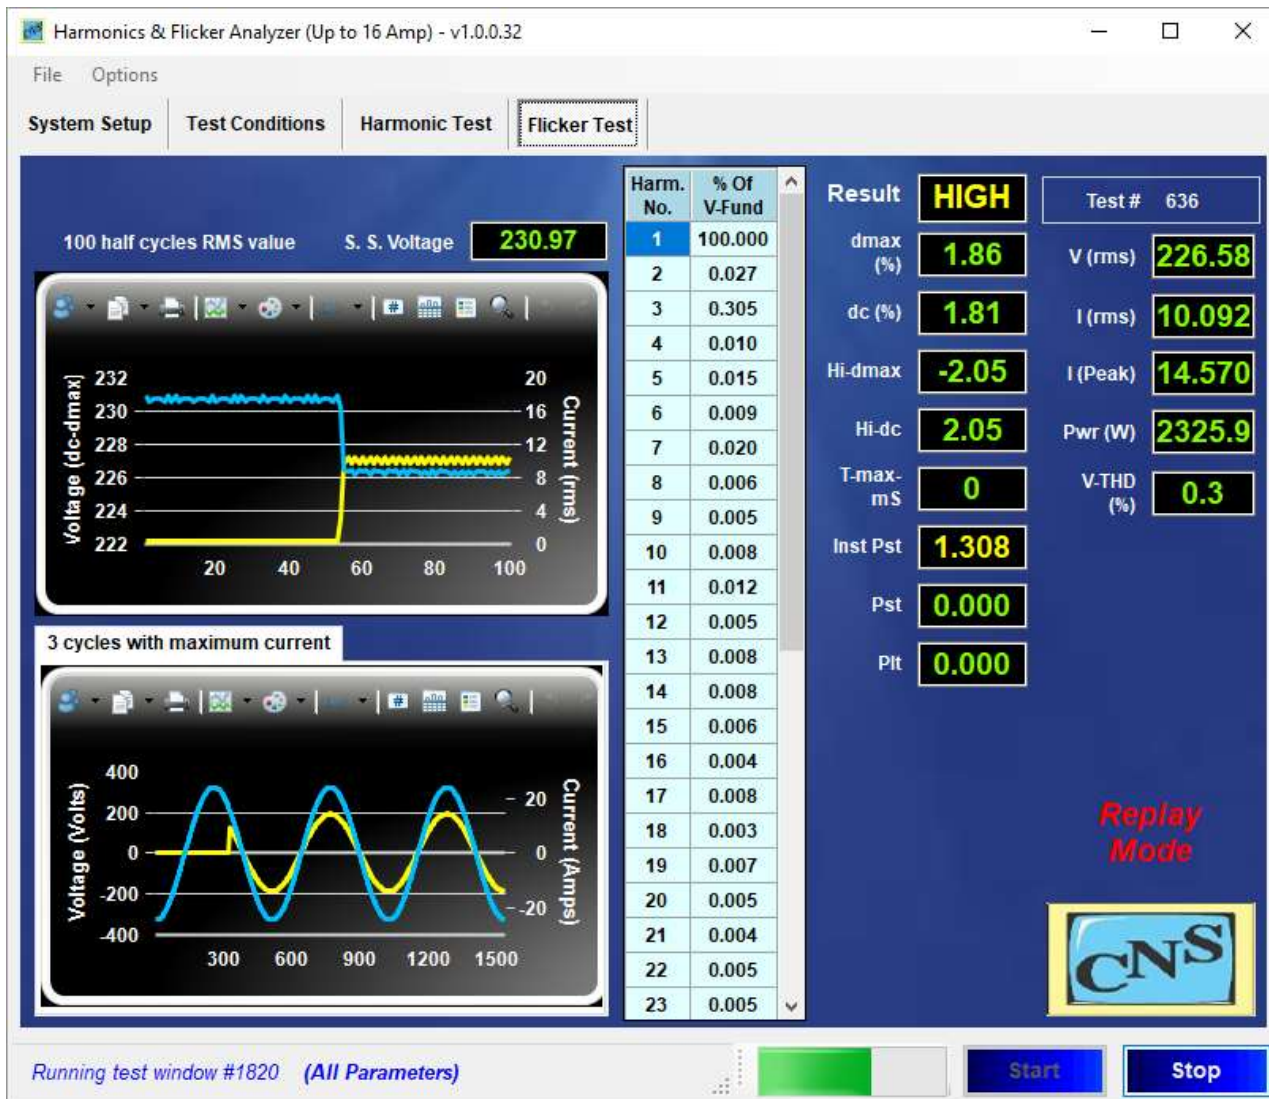 Harmonics & Flicker Analyzer (Up to 16 Amp) - v1.0.0.32
File Options
System Setup Test Conditions Harmonic Test Flicker Test
100 half cycles RMS value S. S. Voltage 230.97
Voltage (dc-dmax)
232
230
228
226
224
222
20
16
12
8
4
0
Current (rms)
20 40 60 80 100
3 cycles with maximum current
Voltage (Volts)
400
200
0
-200
-400
20
0
-20
Current (Amps)
300 600 900 1200 1500
Harm. % Of
No. V-Fund
1 100.000
2 0.027
3 0.305
4 0.010
5 0.015
6 0.009
7 0.020
8 0.006
9 0.005
10 0.008
11 0.012
12 0.005
13 0.008
14 0.008
15 0.006
16 0.004
17 0.008
18 0.003
19 0.007
20 0.005
21 0.004
22 0.005
23 0.005
Result HIGH
dmax
(%) 1.86
dc (%) 1.81
Hi-dmax -2.05
Hi-dc 2.05
T-max-
mS 0
Inst Pst 1.308
Pst 0.000
Plt 0.000
Test # 636
V (rms) 226.58
I (rms) 10.092
I (Peak) 14.570
Pwr (W) 2325.9
V-THD
(%) 0.3
Replay
Mode
CNS
Running test window #1820 (All Parameters)
Start Stop